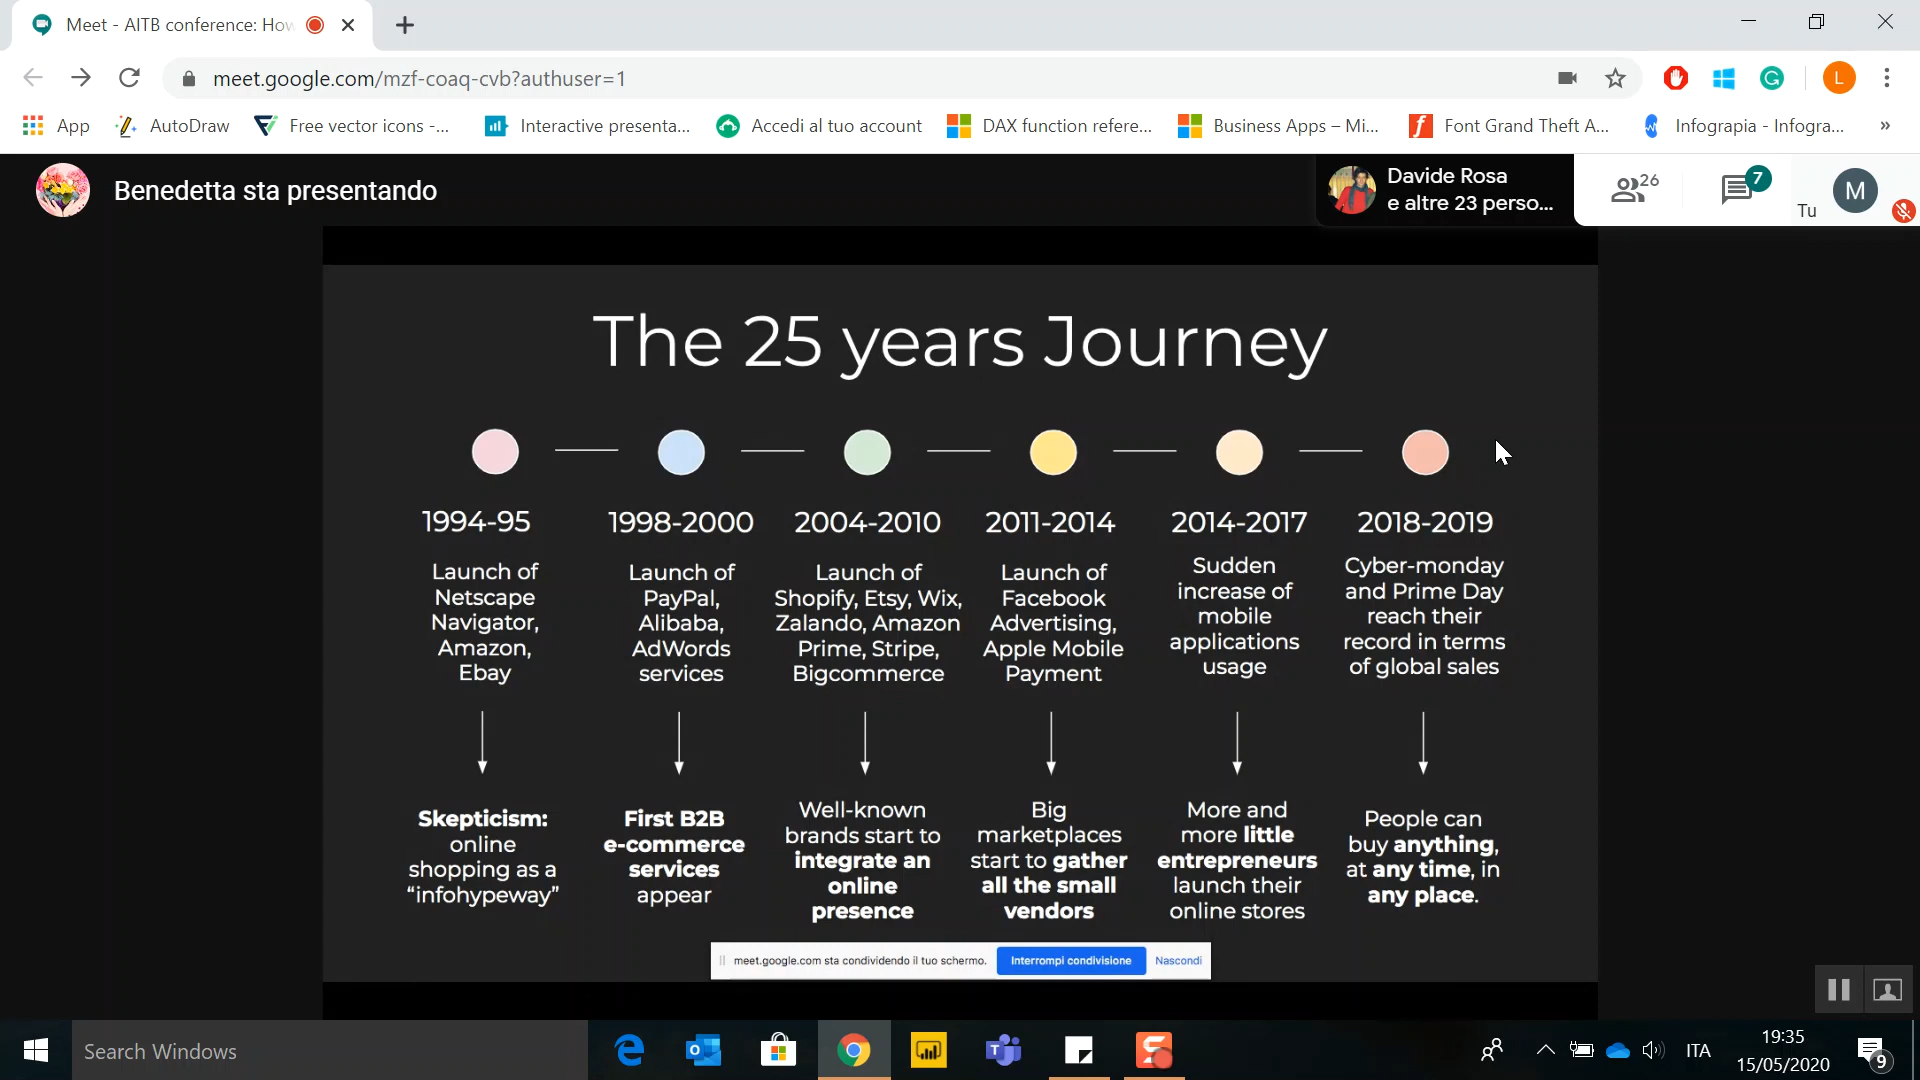 Meet - AITB conference: How
meet.google.com/mzf-coaq-cvb?authuser=1
L
App
AutoDraw
Free vector icons -...
Interactive presenta...
Accedi al tuo account
DAX function refere...
Business Apps – Mi...
Font Grand Theft A...
Infograpia - Infogra...
»
Benedetta sta presentando
Davide Rosa
e altre 23 perso...
26
7
Tu
M
The 25 years Journey
1994-95
Launch of
Netscape
Navigator,
Amazon,
Ebay
Skepticism:
online
shopping as a
“infohypeway”
1998-2000
Launch of
PayPal,
Alibaba,
AdWords
services
First B2B
e-commerce
services
appear
2004-2010
Launch of
Shopify, Etsy, Wix,
Zalando, Amazon
Prime, Stripe,
Bigcommerce
Well-known
brands start to
integrate an
online
presence
2011-2014
Launch of
Facebook
Advertising,
Apple Mobile
Payment
Big
marketplaces
start to gather
all the small
vendors
2014-2017
Sudden
increase of
mobile
applications
usage
More and
more little
entrepreneurs
launch their
online stores
2018-2019
Cyber-monday
and Prime Day
reach their
record in terms
of global sales
People can
buy anything,
at any time, in
any place.
meet.google.com sta condividendo il tuo schermo.
Interrompi condivisione
Nascondi
Search Windows
ITA
19:35
15/05/2020
9